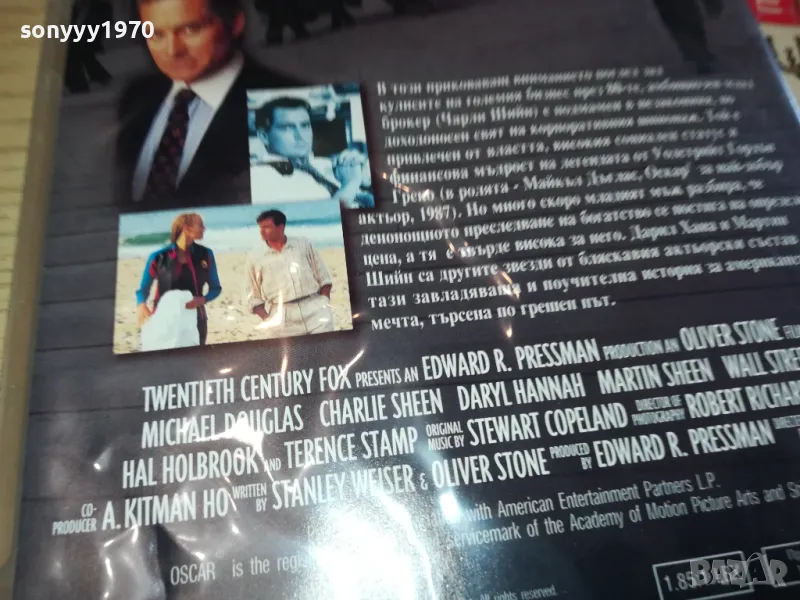 sonyyy1970
В този приковаващ вниманието поглед зад
кулисите на големия бизнес през 80-те, амбициозен млад
брокер (Чарли Шийн) е подмамен в незаконния, но
доходоносен свят на корпоративния шпионаж. Той е
привлечен от властта, високия социален статус и
финансова мъдрост на легендата от Уолстрийт Гордън
Греко (в ролята - Майкъл Дъглас, Оскар за най-добър
актьор, 1987). Но много скоро младият мъж разбира, че
денонощното преследване на богатство се постига на определена
цена, а тя е твърде висока за него. Дарил Хана и Мартин
Шийн са другите звезди от бляскавия актьорски състав
тази завладяваща и поучителна история за американската
мечта, търсена по грешен път.
TWENTIETH CENTURY FOX PRESENTS AN EDWARD R. PRESSMAN PRODUCTION AN OLIVER STONE
MICHAEL DOUGLAS CHARLIE SHEEN DARYL HANNAH MARTIN SHEEN WALL STRE
HAL HOLBROOK AND TERENCE STAMP ORIGINAL MUSIC BY STEWART COPELAND DIRECTOR OF PHOTOGRAPHY ROBERT RICHAR
CO-PRODUCER A. KITMAN HO WRITTEN BY STANLEY WEISER & OLIVER STONE PRODUCED BY EDWARD R. PRESSMAN
with American Entertainment Partners L.P.
servicemark of the Academy of Motion Picture Arts and
OSCAR is the regi
rights reserved
BAZAR